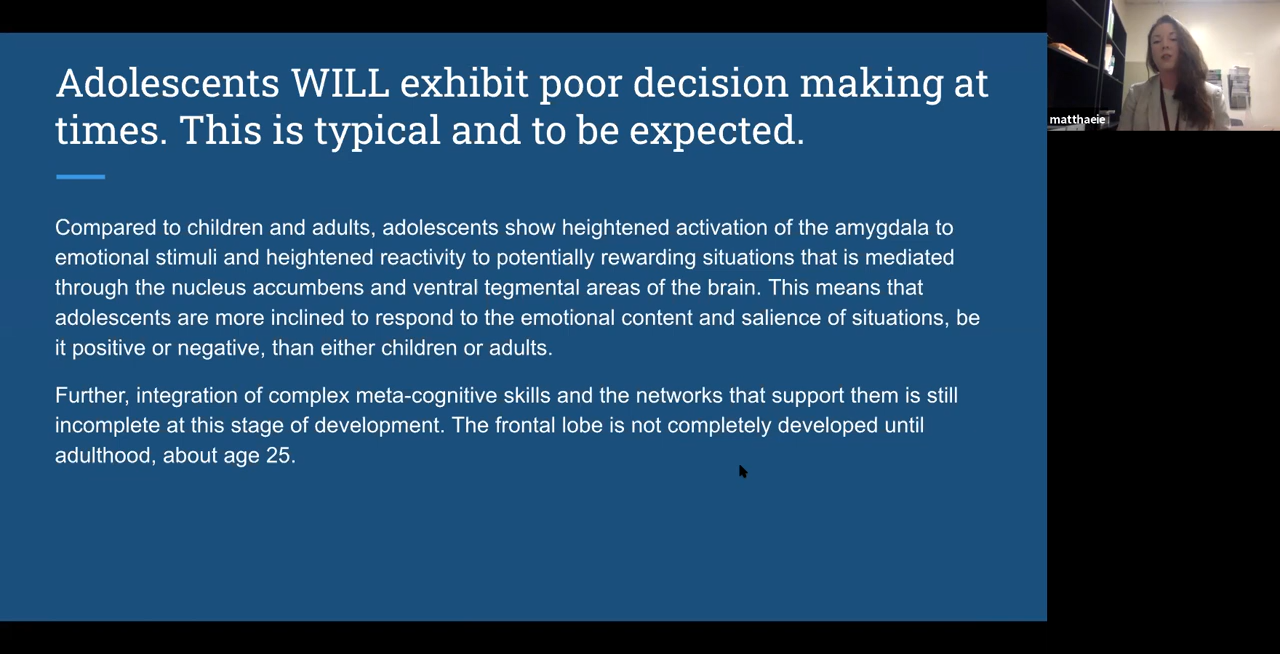 Adolescents WILL exhibit poor decision making at
times. This is typical and to be expected.
Compared to children and adults, adolescents show heightened activation of the amygdala to
emotional stimuli and heightened reactivity to potentially rewarding situations that is mediated
through the nucleus accumbens and ventral tegmental areas of the brain. This means that
adolescents are more inclined to respond to the emotional content and salience of situations, be
it positive or negative, than either children or adults.
Further, integration of complex meta-cognitive skills and the networks that support them is still
incomplete at this stage of development. The frontal lobe is not completely developed until
adulthood, about age 25.
matthaeie